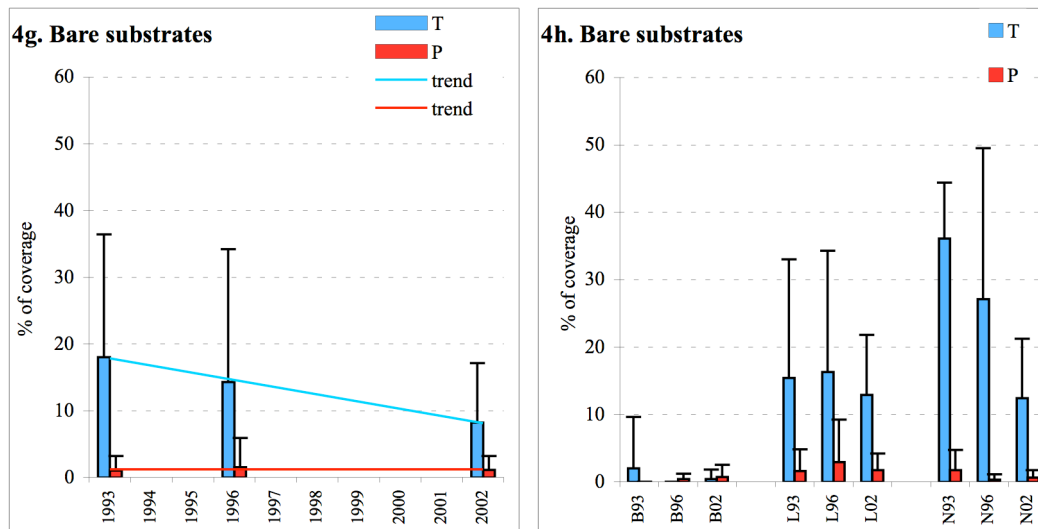 4g. Bare substrates
T
P
trend
trend
% of coverage
60
50
40
30
20
10
0
1993
1994
1995
1996
1997
1998
1999
2000
2001
2002
4h. Bare substrates
T
P
% of coverage
60
50
40
30
20
10
0
B93
B96
B02
L93
L96
L02
N93
N96
N02